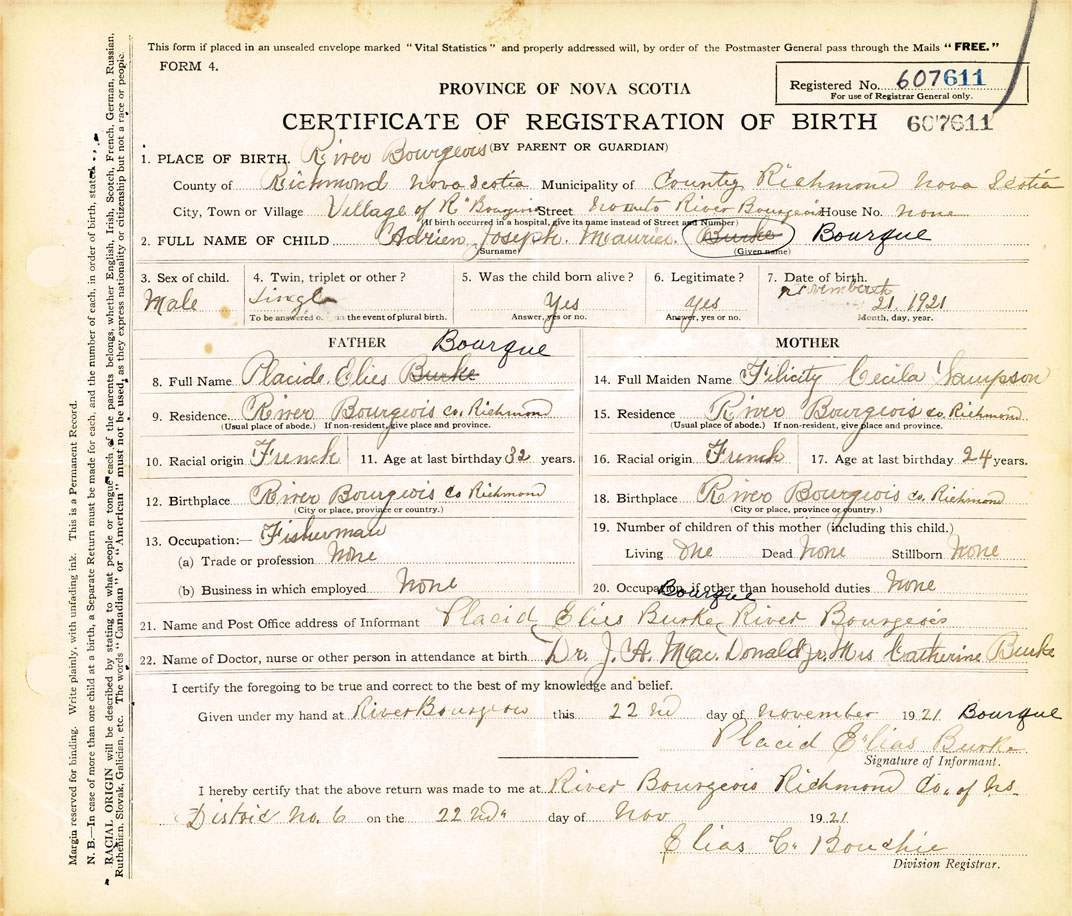 This form if placed in an unsealed envelope marked "Vital Statistics" and properly addressed will, by order of the Postmaster General pass through the Mails "FREE."
FORM 4.
Registered No. 607611
For use of Registrar General only.
PROVINCE OF NOVA SCOTIA
CERTIFICATE OF REGISTRATION OF BIRTH 607611
(BY PARENT OR GUARDIAN)
1. PLACE OF BIRTH. River Bourgeois
County of Richmond Nova Scotia Municipality of County Richmond Nova Scotia
City, Town or Village Village of R Bourgeois Street River Bourgeois House No. none
(If birth occurred in a hospital, give its name instead of Street and Number)
2. FULL NAME OF CHILD Adrien Joseph. Maurice. Burke Bourque
(Surname) (Given name)
3. Sex of child. 4. Twin, triplet or other? 5. Was the child born alive? 6. Legitimate? 7. Date of birth.
Male Single Yes yes november 21. 1921
To be answered o. in the event of plural birth. Answer, yes or no. Answer, yes or no. Month, day, year.
FATHER Bourque
8. Full Name Placide Elies Burke
9. Residence River Bourgeois co. Richmond
(Usual place of abode.) If non-resident, give place and province.
10. Racial origin French 11. Age at last birthday 32 years.
12. Birthplace River Bourgeois Co Richmond
(City or place, province or country.)
13. Occupation:— Fisherman
(a) Trade or profession None
(b) Business in which employed None
MOTHER
14. Full Maiden Name Felicity Cecila Sampson
15. Residence River Bourgeois co. Richmond
(Usual place of abode.) If non-resident, give place and province.
16. Racial origin French 17. Age at last birthday 24 years.
18. Birthplace River Bourgeois co. Richmond
(City or place, province or country.)
19. Number of children of this mother (including this child.)
Living One Dead None Stillborn None
20. Occupation, if other than household duties None
Bourque
21. Name and Post Office address of Informant Placid Elies Burke River Bourgeois
22. Name of Doctor, nurse or other person in attendance at birth Dr. J. A. Mac. Donald Jr. Mrs Catherine Burke
I certify the foregoing to be true and correct to the best of my knowledge and belief.
Given under my hand at River Bourgeois this 22 nd day of november 1921 Bourque
Placid Elias Burke
Signature of Informant.
I hereby certify that the above return was made to me at River Bourgeois Richmond Co. of ns.
Distric No. 6 on the 22 nd day of Nov 1921
Elias C. Bouchie
Division Registrar.
Margin reserved for binding. Write plainly, with unfading ink. This is a Permanent Record.
N. B.—In case of more than one child at a birth, a Separate Return must be made for each, and the number of each, in order of birth, stated
RACIAL ORIGIN will be described by stating to what people or tongue each of the parents belongs, whether English, Irish, Scotch, French, German, Russian,
Ruthenian, Slovak, Galician, etc. The words "Canadian" or "American" must not be used, as they express nationality or citizenship but not a race or people.